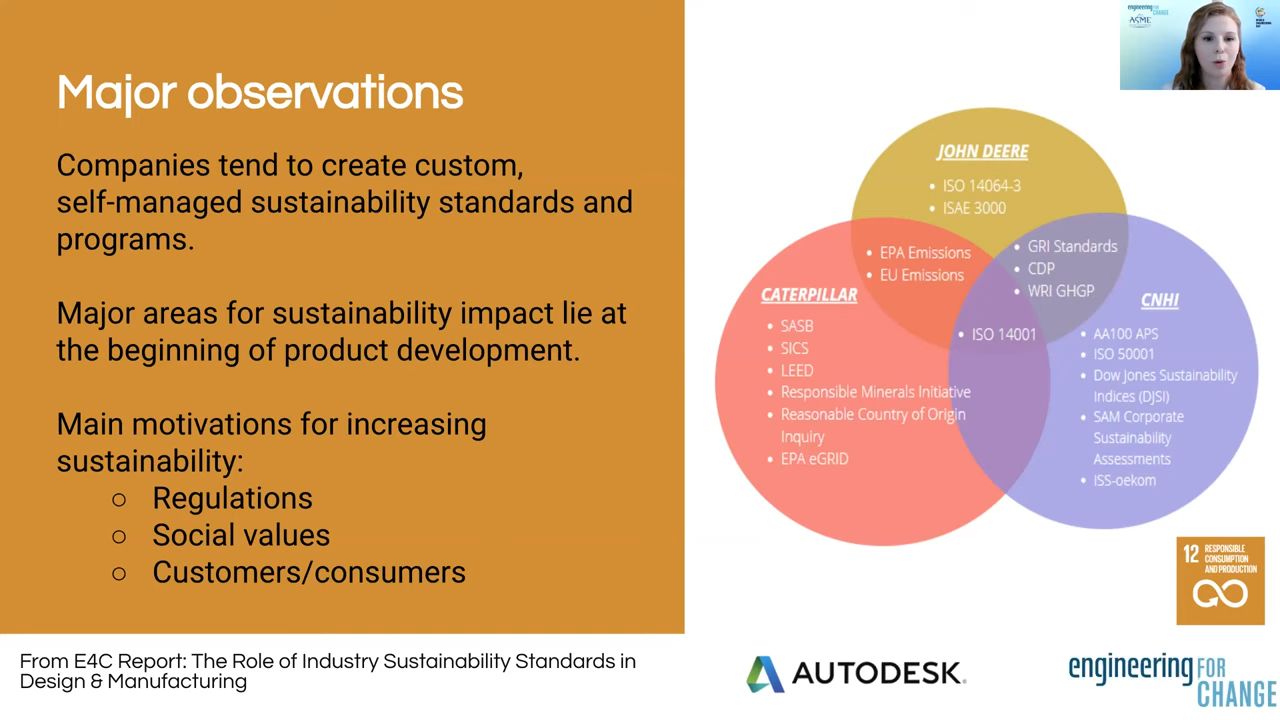 Major observations
Companies tend to create custom,
self-managed sustainability standards and
programs.
Major areas for sustainability impact lie at
the beginning of product development.
Main motivations for increasing
sustainability:
○ Regulations
○ Social values
○ Customers/consumers
From E4C Report: The Role of Industry Sustainability Standards in
Design & Manufacturing
JOHN DEERE
• ISO 14064-3
• ISAE 3000
• EPA Emissions
• EU Emissions
• GRI Standards
• CDP
• WRI GHGP
• ISO 14001
CATERPILLAR
• SASB
• SICS
• LEED
• Responsible Minerals Initiative
• Reasonable Country of Origin
Inquiry
• EPA eGRID
CNHI
• AA100 APS
• ISO 50001
• Dow Jones Sustainability
Indices (DJSI)
• SAM Corporate
Sustainability
Assessments
• ISS-oekom
12 RESPONSIBLE
CONSUMPTION
AND PRODUCTION
AUTODESK®
engineering FOR
CHANGE
engineering FOR
CHANGE
ASME